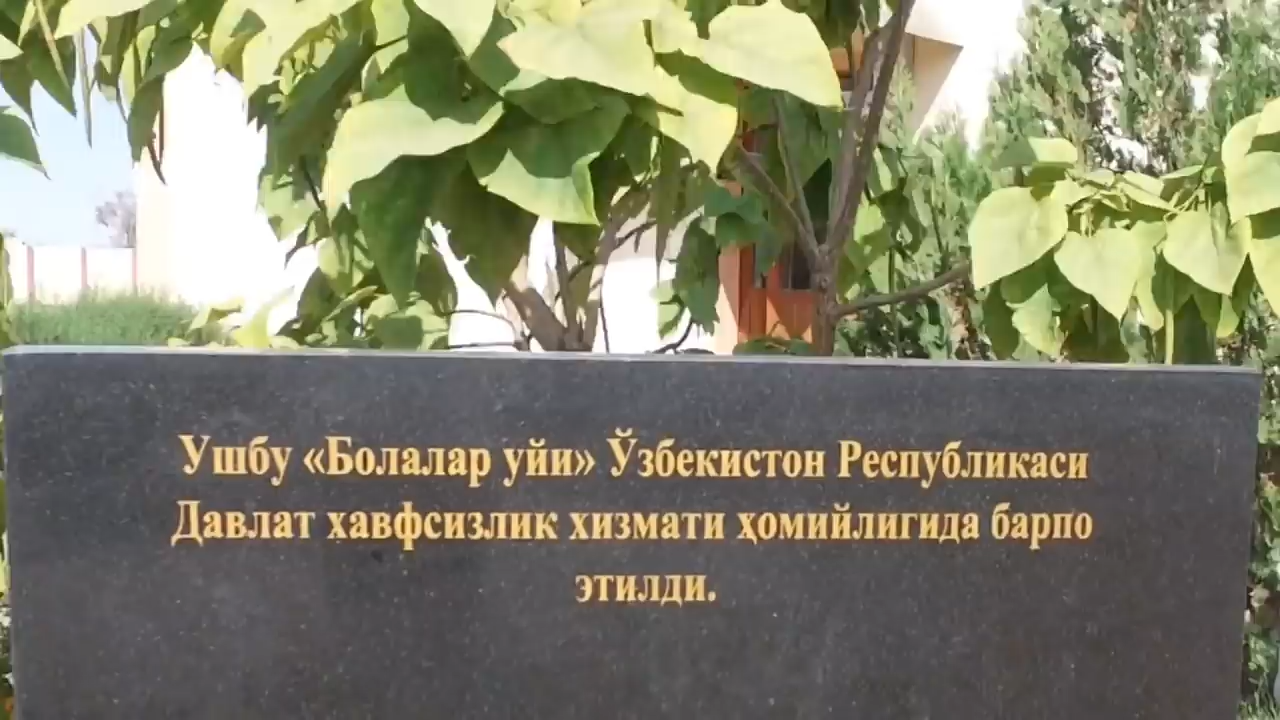 Ушбу «Болалар уйи» Ўзбекистон Республикаси
Давлат хавфсизлик хизмати ҳомийлигида барпо
этилди.